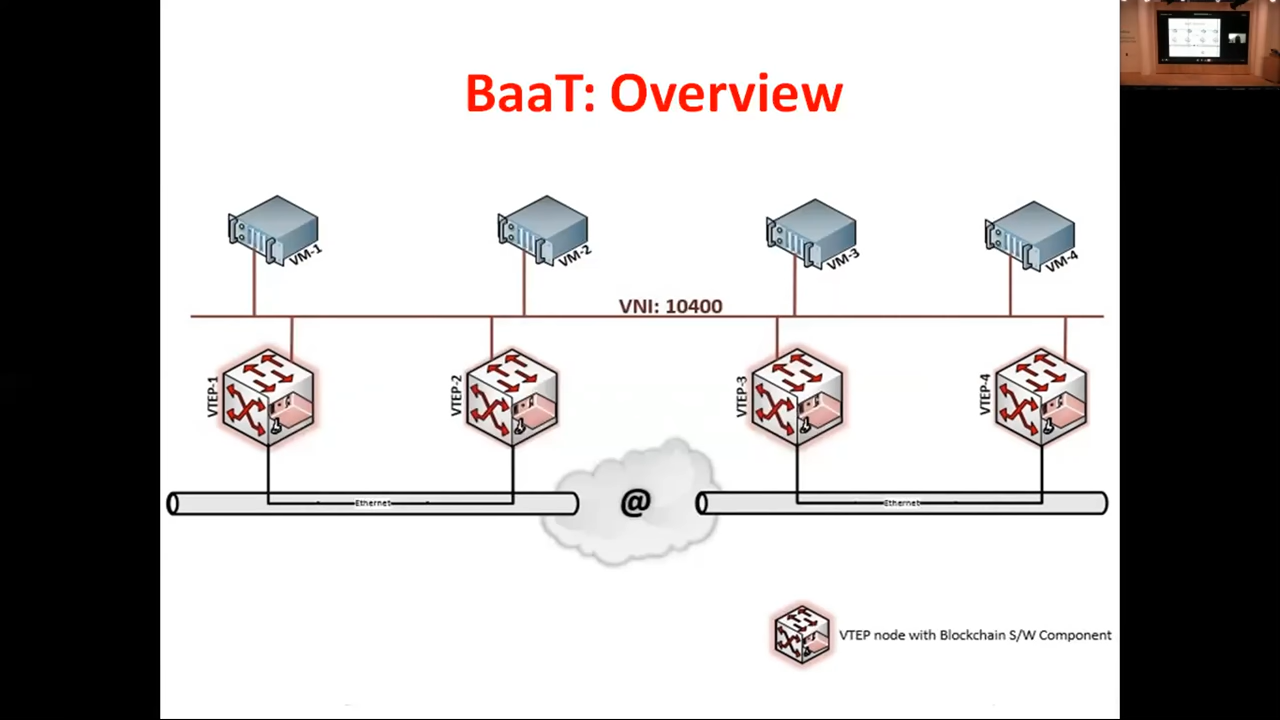 BaaT: Overview
VM-1
VM-2
VM-3
VM-4
VNI: 10400
VTEP-1
VTEP-2
VTEP-3
VTEP-4
Ethernet
@
Ethernet
VTEP node with Blockchain S/W Component